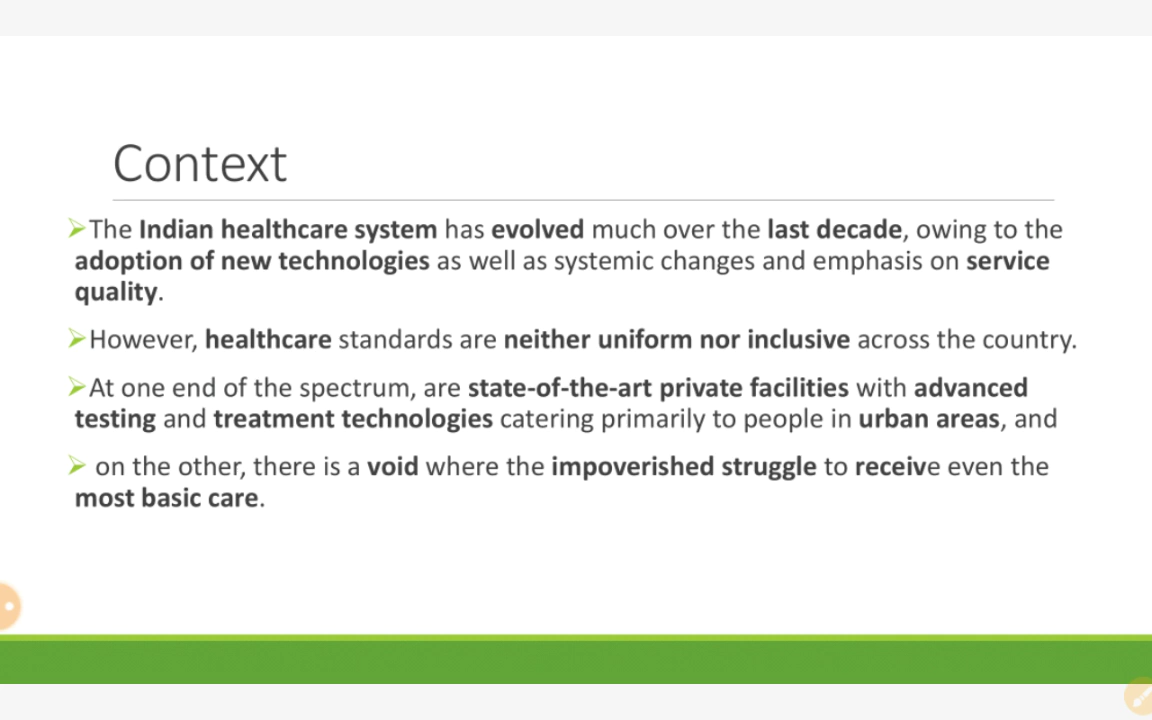 Context
➢The Indian healthcare system has evolved much over the last decade, owing to the
adoption of new technologies as well as systemic changes and emphasis on service
quality.
➢However, healthcare standards are neither uniform nor inclusive across the country.
➢At one end of the spectrum, are state-of-the-art private facilities with advanced
testing and treatment technologies catering primarily to people in urban areas, and
➢ on the other, there is a void where the impoverished struggle to receive even the
most basic care.